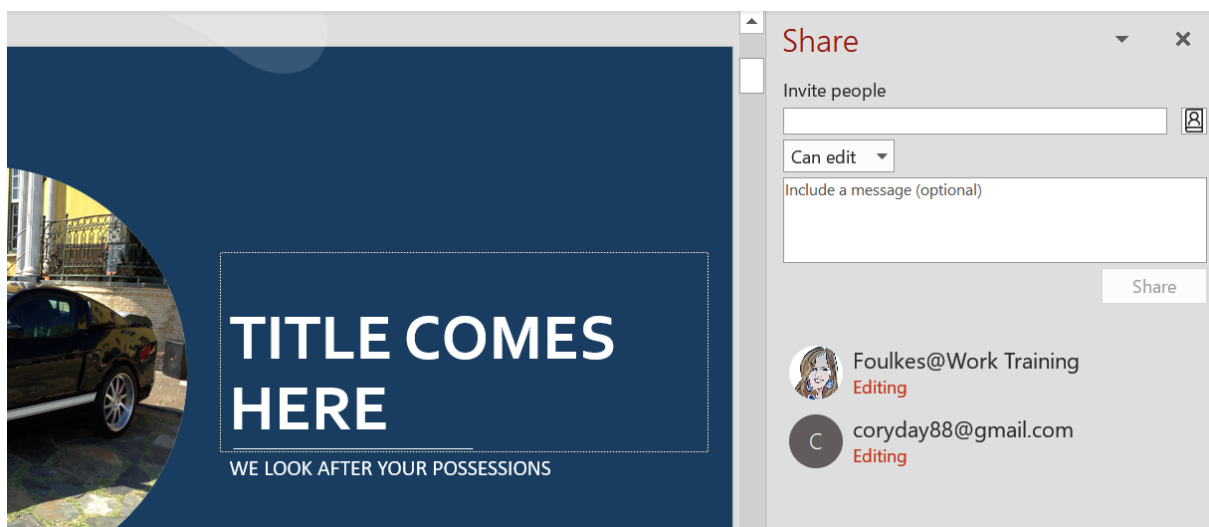 TITLE COMES
HERE
WE LOOK AFTER YOUR POSSESSIONS
Share
Invite people
Can edit
Include a message (optional)
Share
Foulkes@Work Training
Editing
C
coryday88@gmail.com
Editing